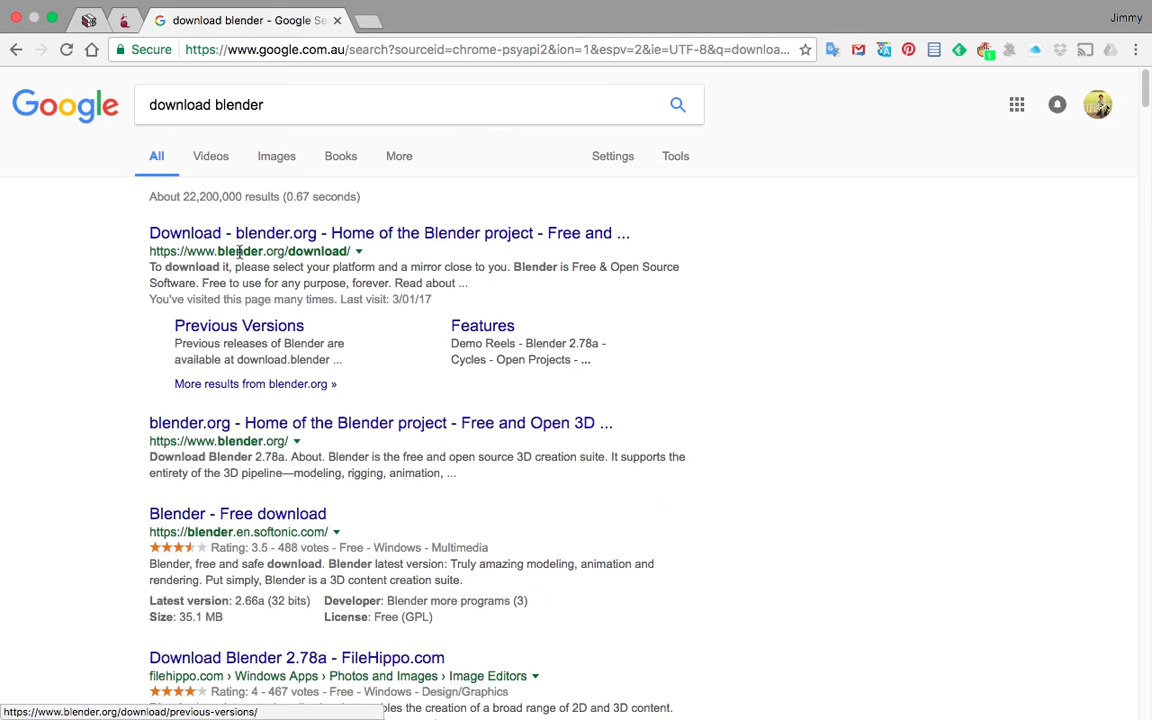 download blender - Google Se
Jimmy
Secure https://www.google.com.au/search?sourceid=chrome-psyapi2&ion=1&espv=2&ie=UTF-8&q=downloa...
1
Google
download blender
All Videos Images Books More Settings Tools
About 22,200,000 results (0.67 seconds)
Download - blender.org - Home of the Blender project - Free and ...
https://www.blender.org/download/
To download it, please select your platform and a mirror close to you. Blender is Free & Open Source
Software. Free to use for any purpose, forever. Read about ...
You've visited this page many times. Last visit: 3/01/17
Previous Versions
Previous releases of Blender are
available at download.blender ...
Features
Demo Reels - Blender 2.78a -
Cycles - Open Projects - ...
More results from blender.org »
blender.org - Home of the Blender project - Free and Open 3D ...
https://www.blender.org/
Download Blender 2.78a. About. Blender is the free and open source 3D creation suite. It supports the
entirety of the 3D pipeline—modeling, rigging, animation, ...
Blender - Free download
https://blender.en.softonic.com/
Rating: 3.5 - 488 votes - Free - Windows - Multimedia
Blender, free and safe download. Blender latest version: Truly amazing modeling, animation and
rendering. Put simply, Blender is a 3D content creation suite.
Latest version: 2.66a (32 bits) Developer: Blender more programs (3)
Size: 35.1 MB License: Free (GPL)
Download Blender 2.78a - FileHippo.com
filehippo.com › Windows Apps › Photos and Images › Image Editors
Rating: 4 - 467 votes - Free - Windows - Design/Graphics
les the creation of a broad range of 2D and 3D content.
https://www.blender.org/download/previous-versions/